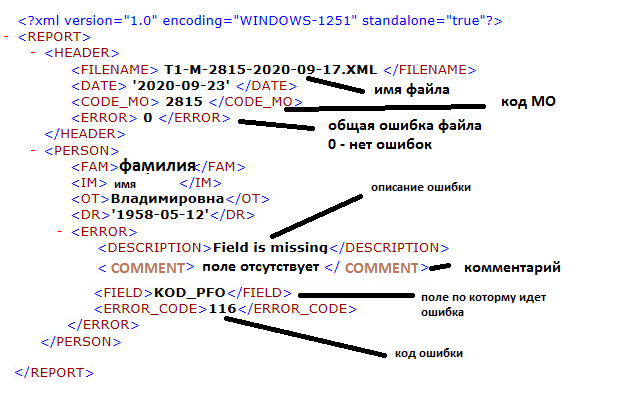 <?xml version="1.0" encoding="WINDOWS-1251" standalone="true"?>
- <REPORT>
- <HEADER>
<FILENAME> T1-M-2815-2020-09-17.XML </FILENAME>
<DATE> '2020-09-23' </DATE>
имя файла
<CODE_MO> 2815 </CODE_MO>
код МО
<ERROR> 0 </ERROR>
общая ошибка файла
0 - нет ошибок
</HEADER>
- <PERSON>
<FAM>фамилия</FAM>
<IM> имя </IM>
<OT>Владимировна</OT>
описание ошибки
<DR>'1958-05-12'</DR>
- <ERROR>
<DESCRIPTION>Field is missing</DESCRIPTION>
< COMMENT> поле отсутствует </ COMMENT>
комментарий
<FIELD>KOD_PFO</FIELD>
поле по которму идет
ошибка
<ERROR_CODE>116</ERROR_CODE>
</ERROR>
</PERSON>
код ошибки
</REPORT>